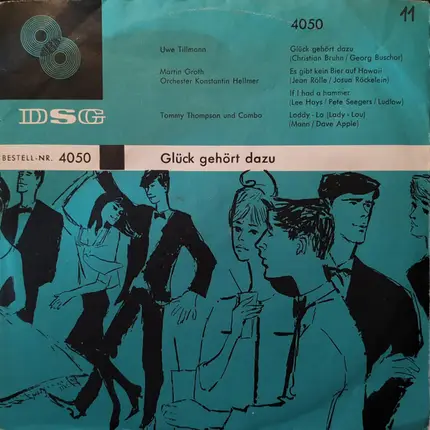 4050
11
Uwe Tillmann
Glück gehört dazu
(Christian Bruhn / Georg Buschor)
Martin Groth
Orchester Konstantin Hellmer
Es gibt kein Bier auf Hawaii
(Jean Rölle / Josua Röckelein)
If I had a hammer
(Lee Hays / Pete Seegers / Ludlow)
Tommy Thompson und Combo
Laddy - La (Lady - Lou)
(Mann / Dave Apple)
DSG
BESTELL-NR. 4050
Glück gehört dazu